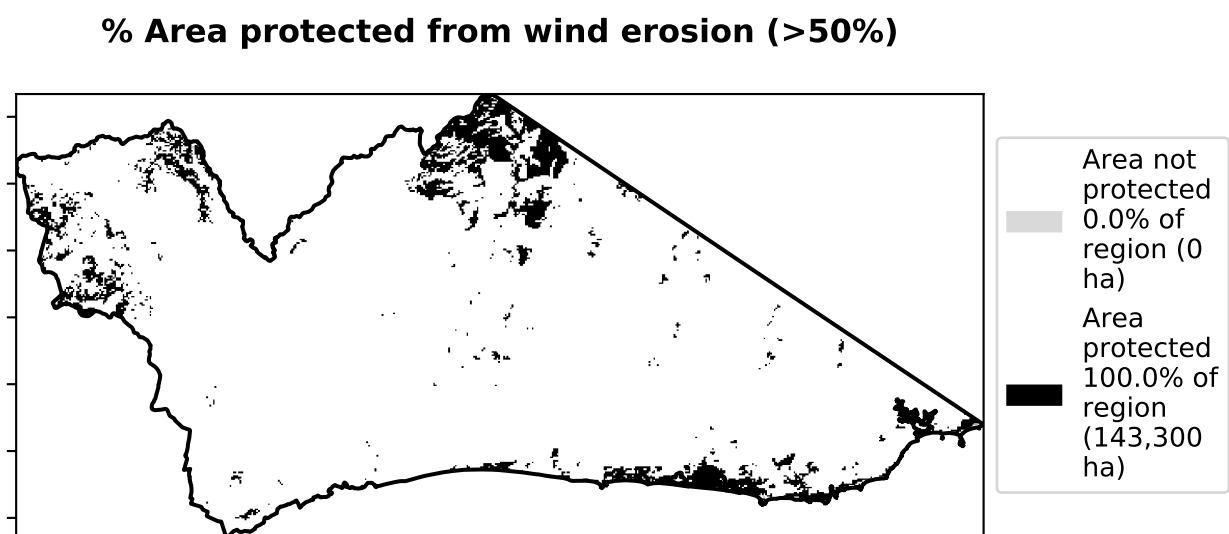 % Area protected from wind erosion (>50%)
Area not
protected
0.0% of
region (0
ha)
Area
protected
100.0% of
region
(143,300
ha)